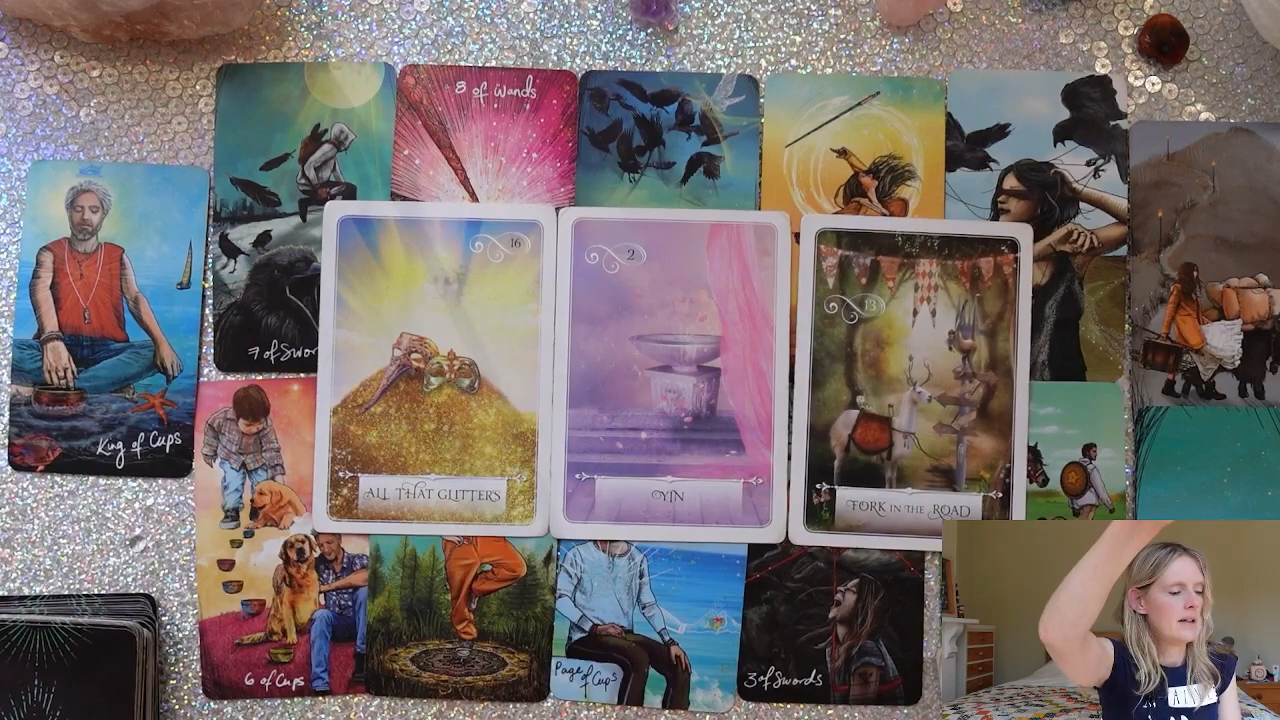 8 of Wands
7 of Swor
King of Cups
16
ALL THAT GLITTERS
2
YIN
13
FORK IN THE ROAD
6 of Cups
Page of Cups
3 of Swords